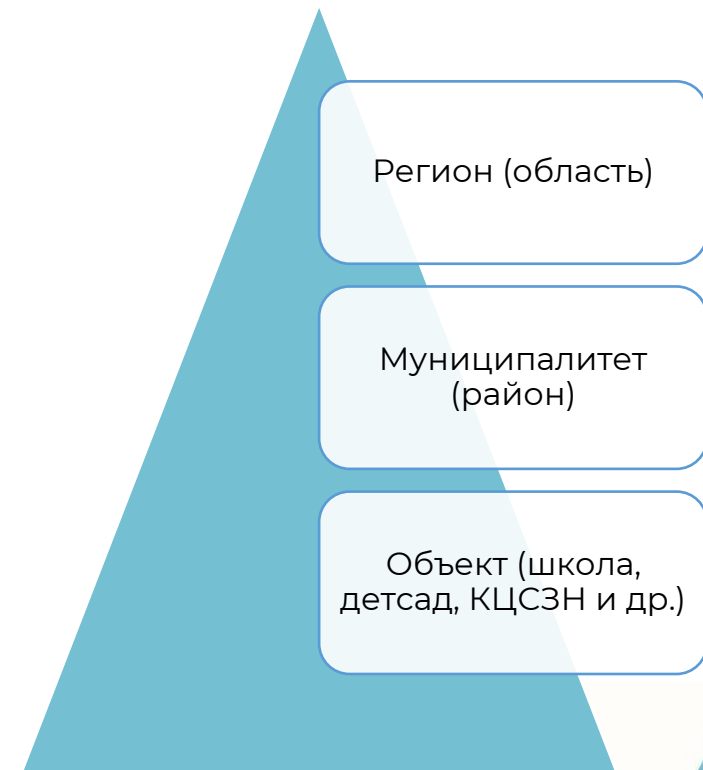 Регион (область)
Муниципалитет
(район)
Объект (школа,
детсад, КЦСЗН и др.)